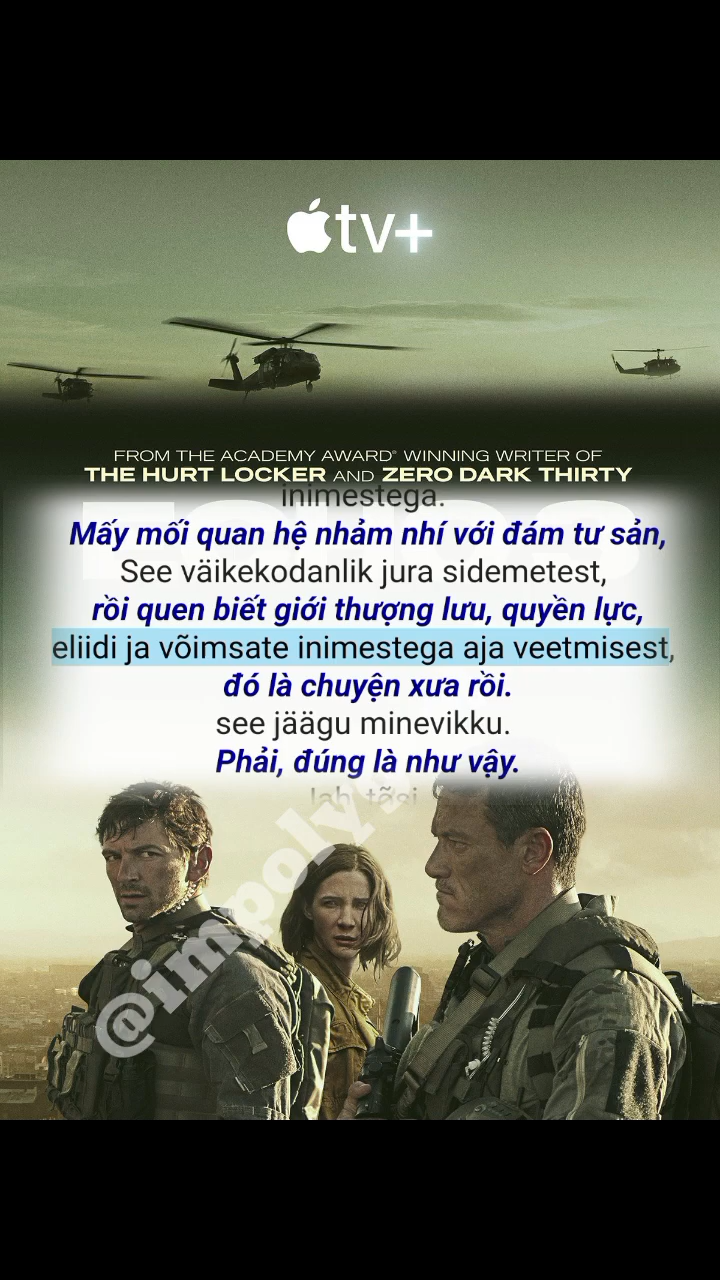 tv+
FROM THE ACADEMY AWARD® WINNING WRITER OF
THE HURT LOCKER AND ZERO DARK THIRTY
inimestega.
Mấy mối quan hệ nhảm nhí với đám tư sản,
See väikekodanlik jura sidemetest,
rồi quen biết giới thượng lưu, quyền lực,
eliidi ja võimsate inimestega aja veetmisest,
đó là chuyện xưa rồi.
see jäägu minevikku.
Phải, đúng là như vậy.
Jah, tõsi
@impoly